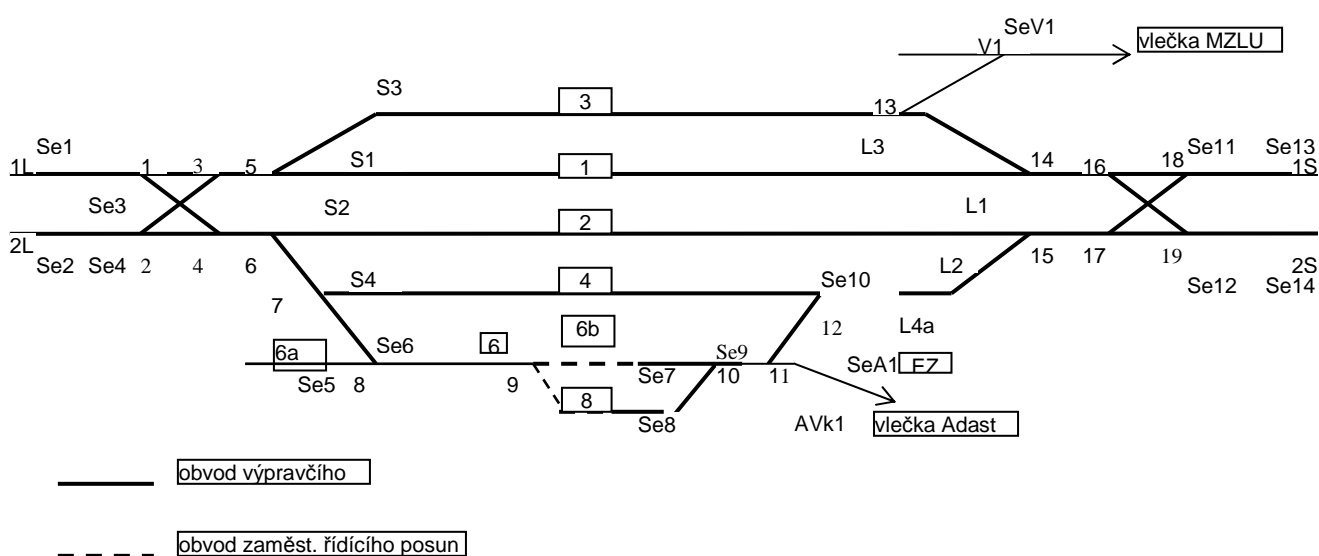 SeV1
V1
vlečka MZLU
S3
3
13
Se1
1L
1
3
5
S1
1
L3
14
16
18
Se11
Se13
1S
Se3
S2
2
L1
2L
Se2
Se4
2
4
6
15
17
19
Se12
2S
Se14
7
S4
4
Se10
L2
12
L4a
6a
Se6
6
6b
Se9
Se5
8
9
Se7
10
11
SeA1
EZ
8
Se8
AVk1
vlečka Adast
obvod výpravčího
obvod zaměst. řídícího posun